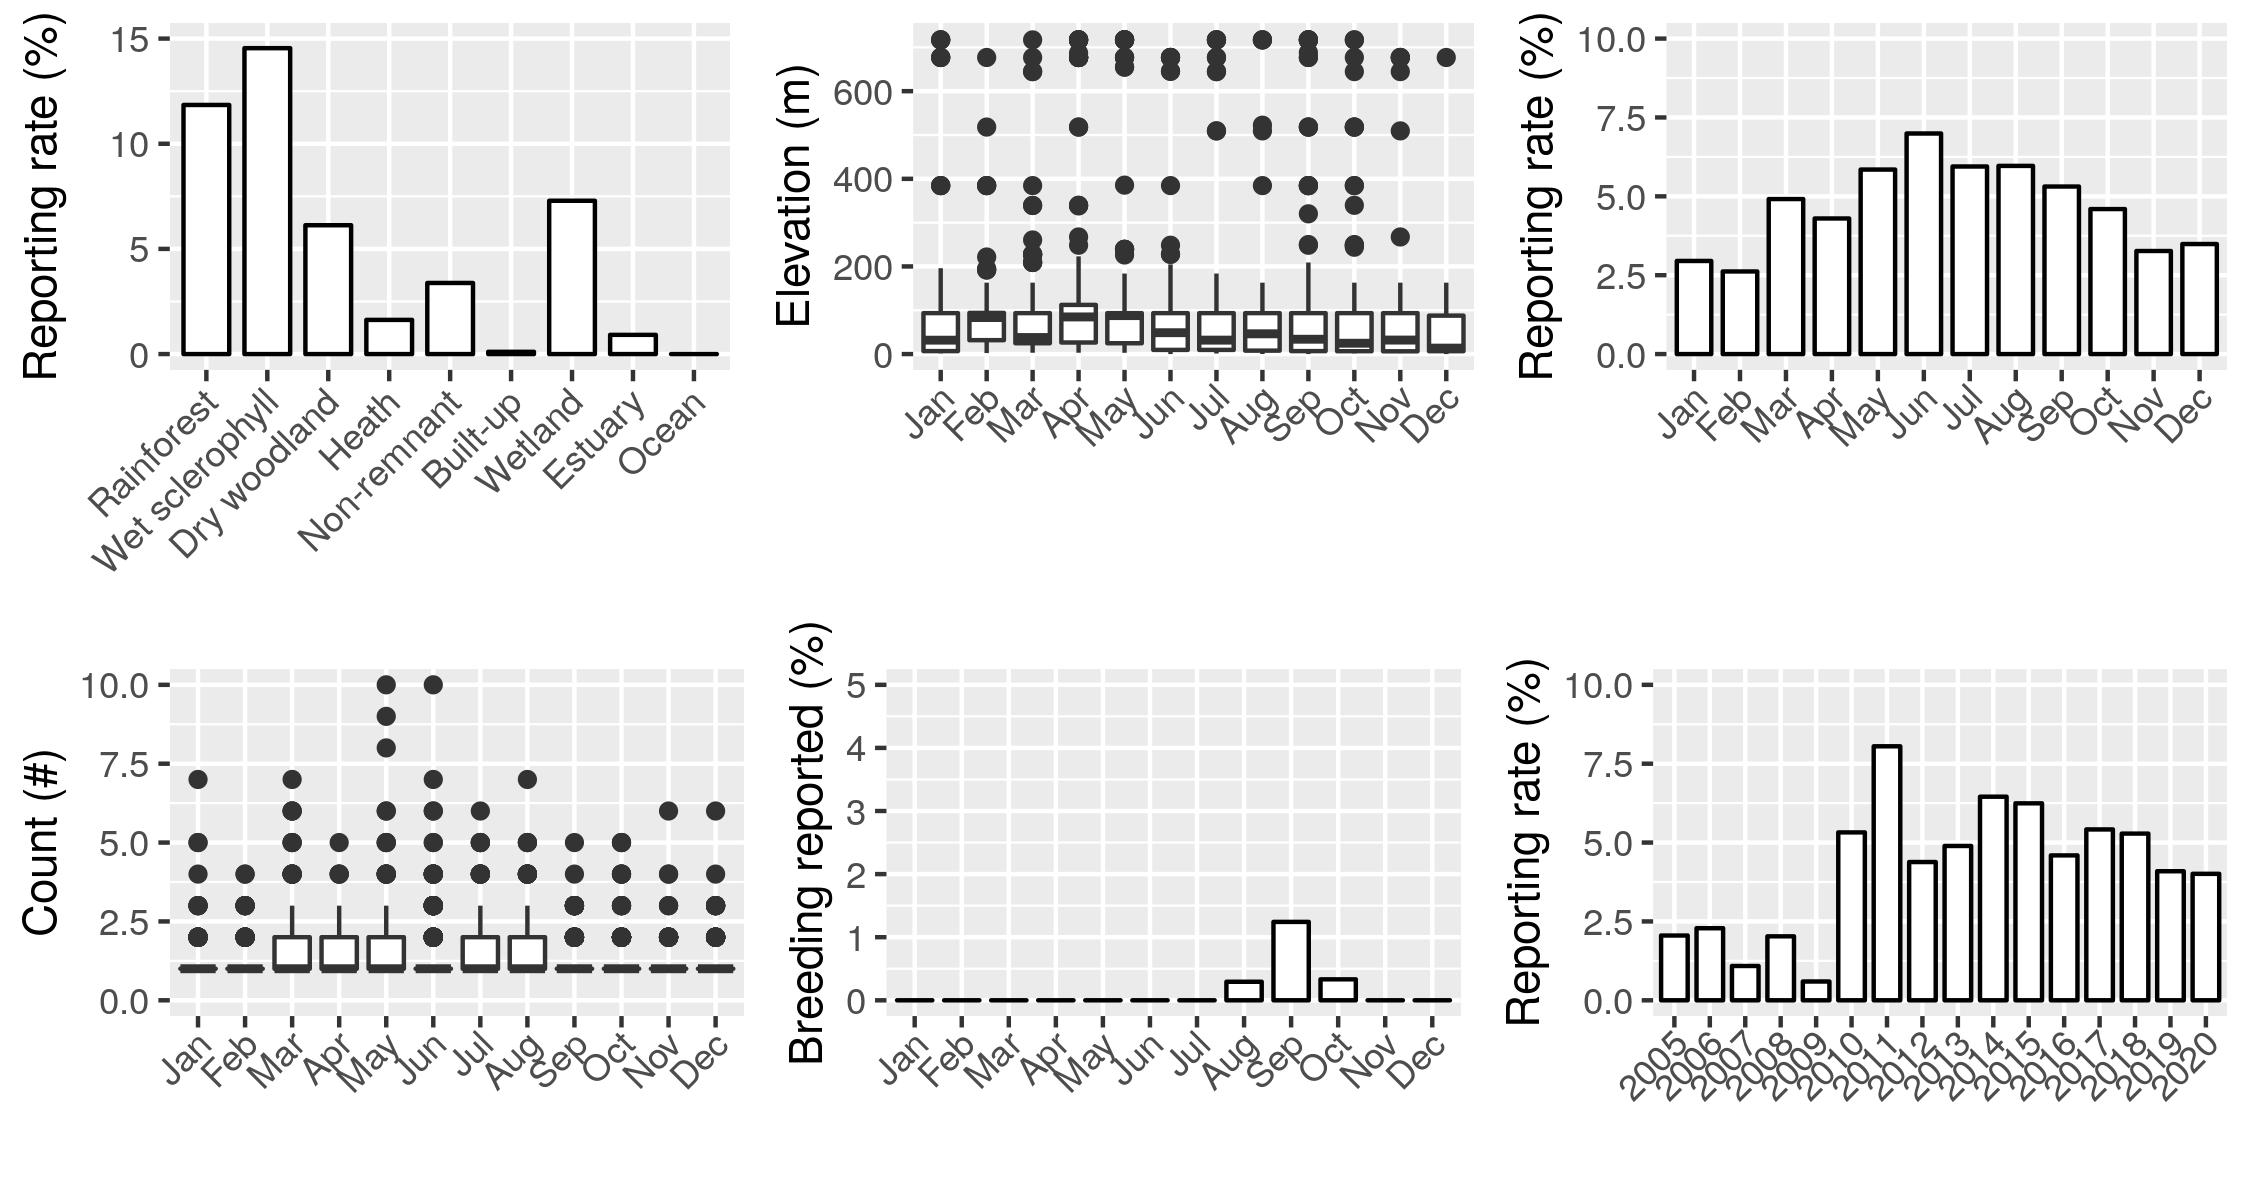 Reporting rate (%)
15
10
5
0
Rainforest
Wet sclerophyll
Dry woodland
Heath
Non-remnant
Built-up
Wetland
Estuary
Ocean
Elevation (m)
600
400
200
0
Jan
Feb
Mar
Apr
May
Jun
Jul
Aug
Sep
Oct
Nov
Dec
Reporting rate (%)
10.0
7.5
5.0
2.5
0.0
Jan
Feb
Mar
Apr
May
Jun
Jul
Aug
Sep
Oct
Nov
Dec
Count (#)
10.0
7.5
5.0
2.5
0.0
Jan
Feb
Mar
Apr
May
Jun
Jul
Aug
Sep
Oct
Nov
Dec
Breeding reported (%)
5
4
3
2
1
0
Jan
Feb
Mar
Apr
May
Jun
Jul
Aug
Sep
Oct
Nov
Dec
Reporting rate (%)
10.0
7.5
5.0
2.5
0.0
2005
2006
2007
2008
2009
2010
2011
2012
2013
2014
2015
2016
2017
2018
2019
2020